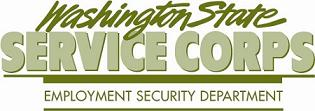 Washington State
SERVICE CORPS
EMPLOYMENT SECURITY DEPARTMENT